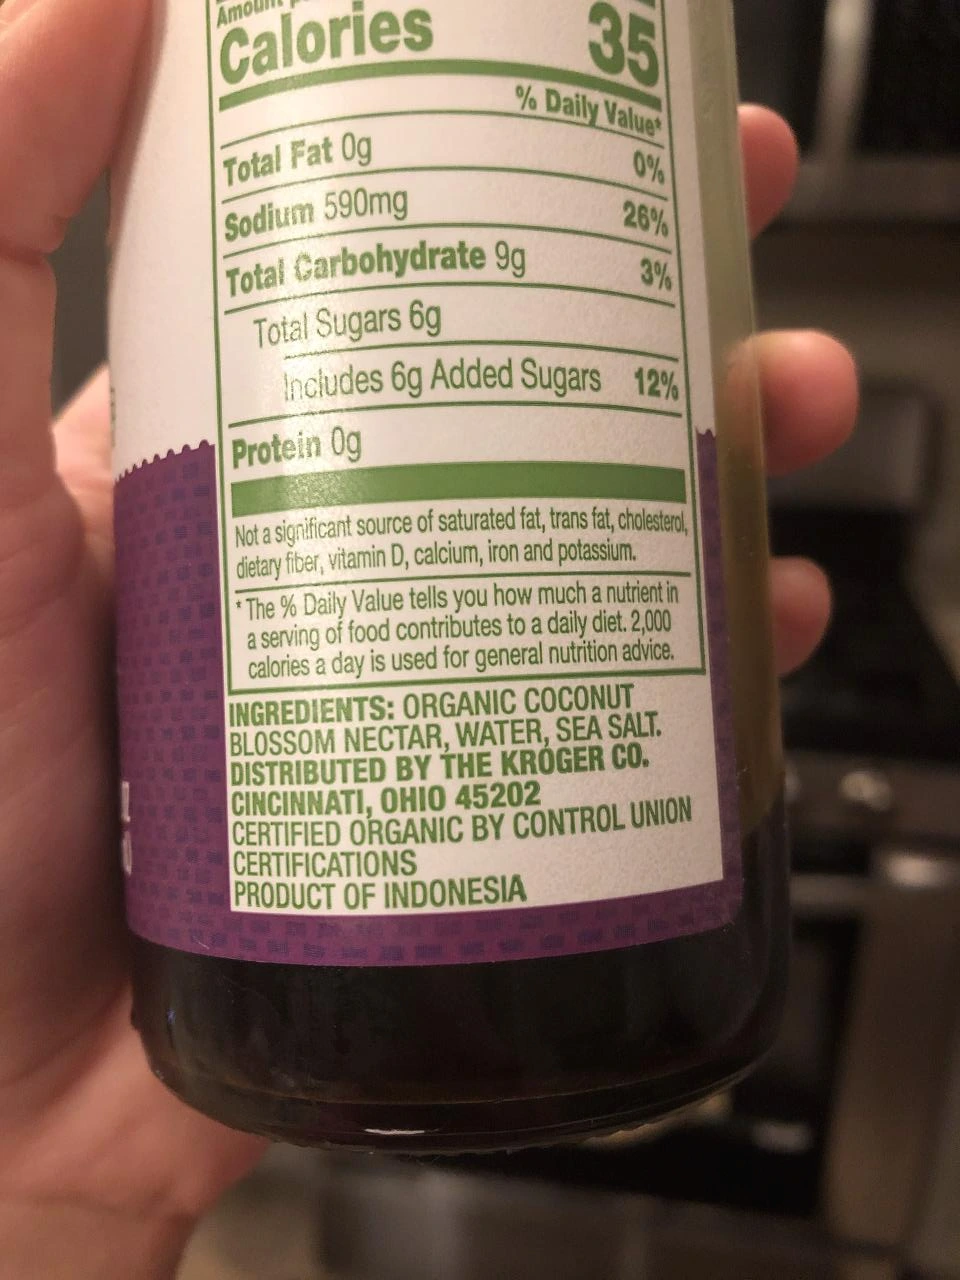 Amount
Calories 35
% Daily Value*
Total Fat 0g 0%
Sodium 590mg 26%
Total Carbohydrate 9g 3%
Total Sugars 6g
Includes 6g Added Sugars 12%
Protein 0g
Not a significant source of saturated fat, trans fat, cholesterol,
dietary fiber, vitamin D, calcium, iron and potassium.
* The % Daily Value tells you how much a nutrient in
a serving of food contributes to a daily diet. 2,000
calories a day is used for general nutrition advice.
INGREDIENTS: ORGANIC COCONUT
BLOSSOM NECTAR, WATER, SEA SALT.
DISTRIBUTED BY THE KROGER CO.
CINCINNATI, OHIO 45202
CERTIFIED ORGANIC BY CONTROL UNION
CERTIFICATIONS
PRODUCT OF INDONESIA